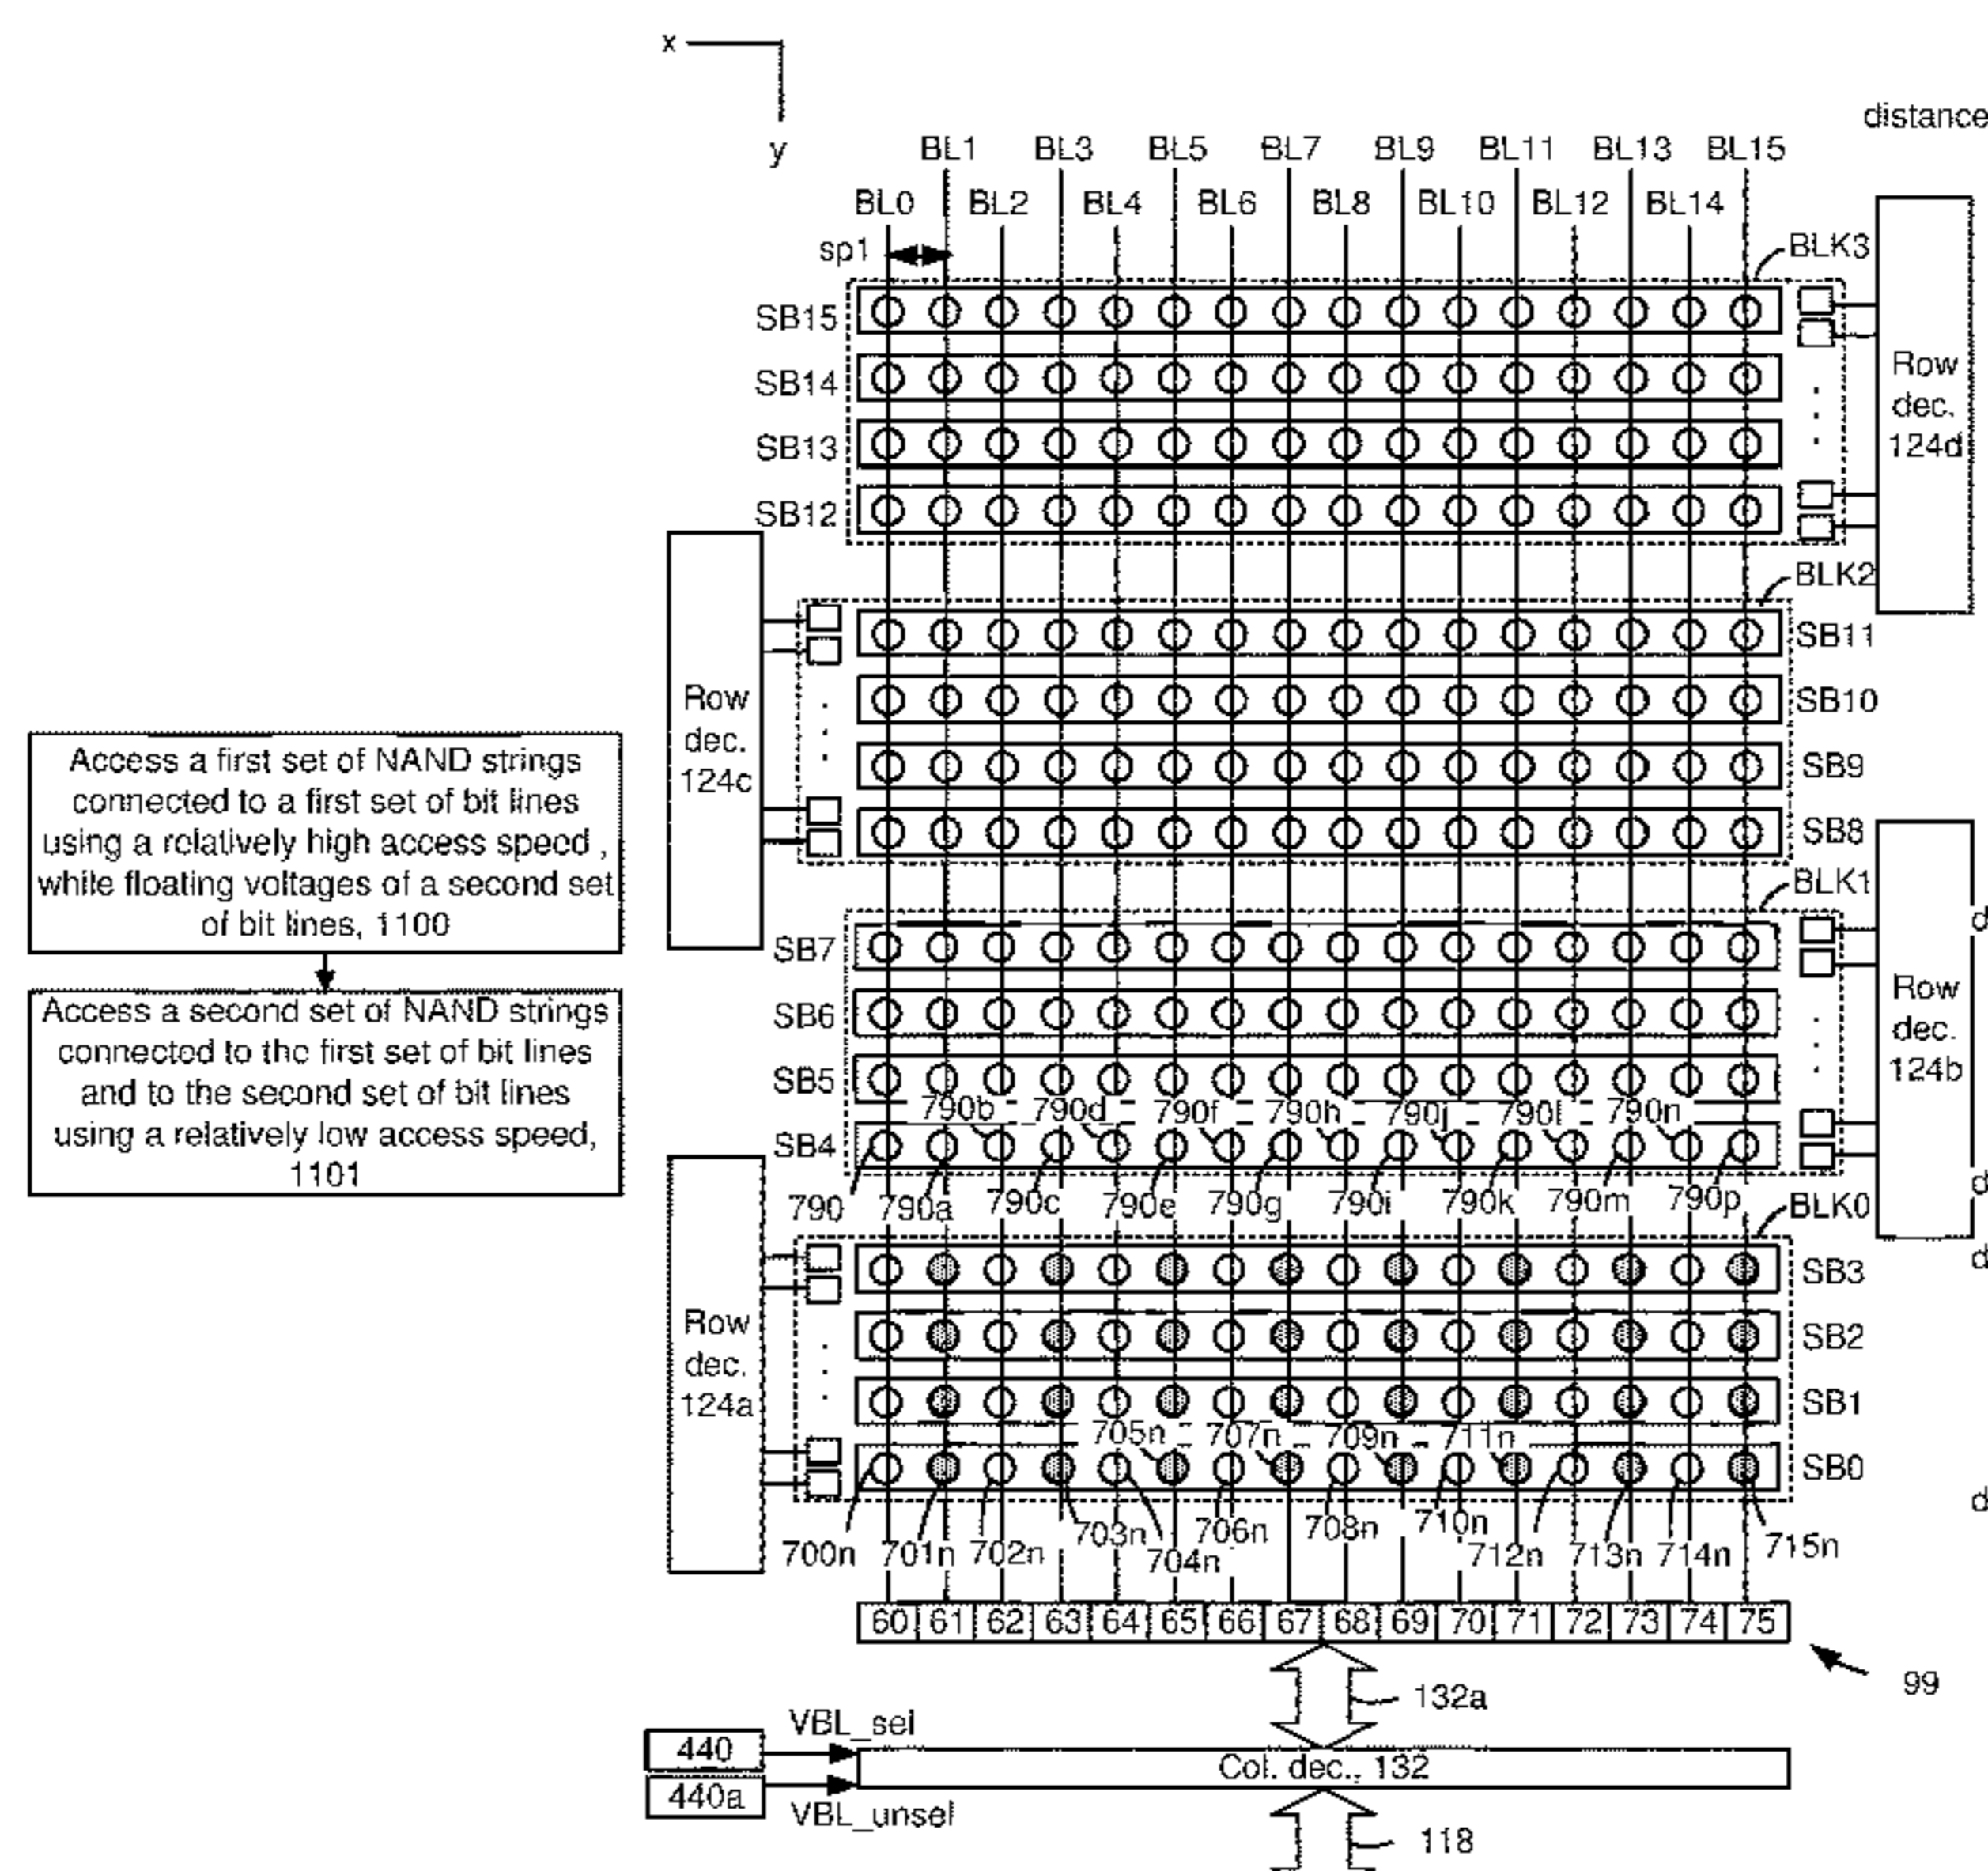 x
y
distance
BL1 BL3 BL5 BL7 BL9 BL11 BL13 BL15
BL0 BL2 BL4 BL6 BL8 BL10 BL12 BL14
sp1
BLK3
SB15
SB14
SB13
SB12
Row
dec.
124d
BLK2
SB11
SB10
SB9
SB8
Row
dec.
124c
Access a first set of NAND strings
connected to a first set of bit lines
using a relatively high access speed ,
while floating voltages of a second set
of bit lines, 1100
Access a second set of NAND strings
connected to the first set of bit lines
and to the second set of bit lines
using a relatively low access speed,
1101
BLK1
SB7
SB6
SB5
SB4
Row
dec.
124b
d
d
d
d
790b 790d 790f 790h 790j 790l 790n
790 790a 790c 790e 790g 790i 790k 790m 790p
BLK0
SB3
SB2
SB1
SB0
Row
dec.
124a
705n 707n 709n 711n
700n 701n 702n 703n 704n 706n 708n 710n 712n 713n 714n 715n
60 61 62 63 64 65 66 67 68 69 70 71 72 73 74 75
99
132a
440
VBL_sel
Col. dec., 132
440a
VBL_unsel
118